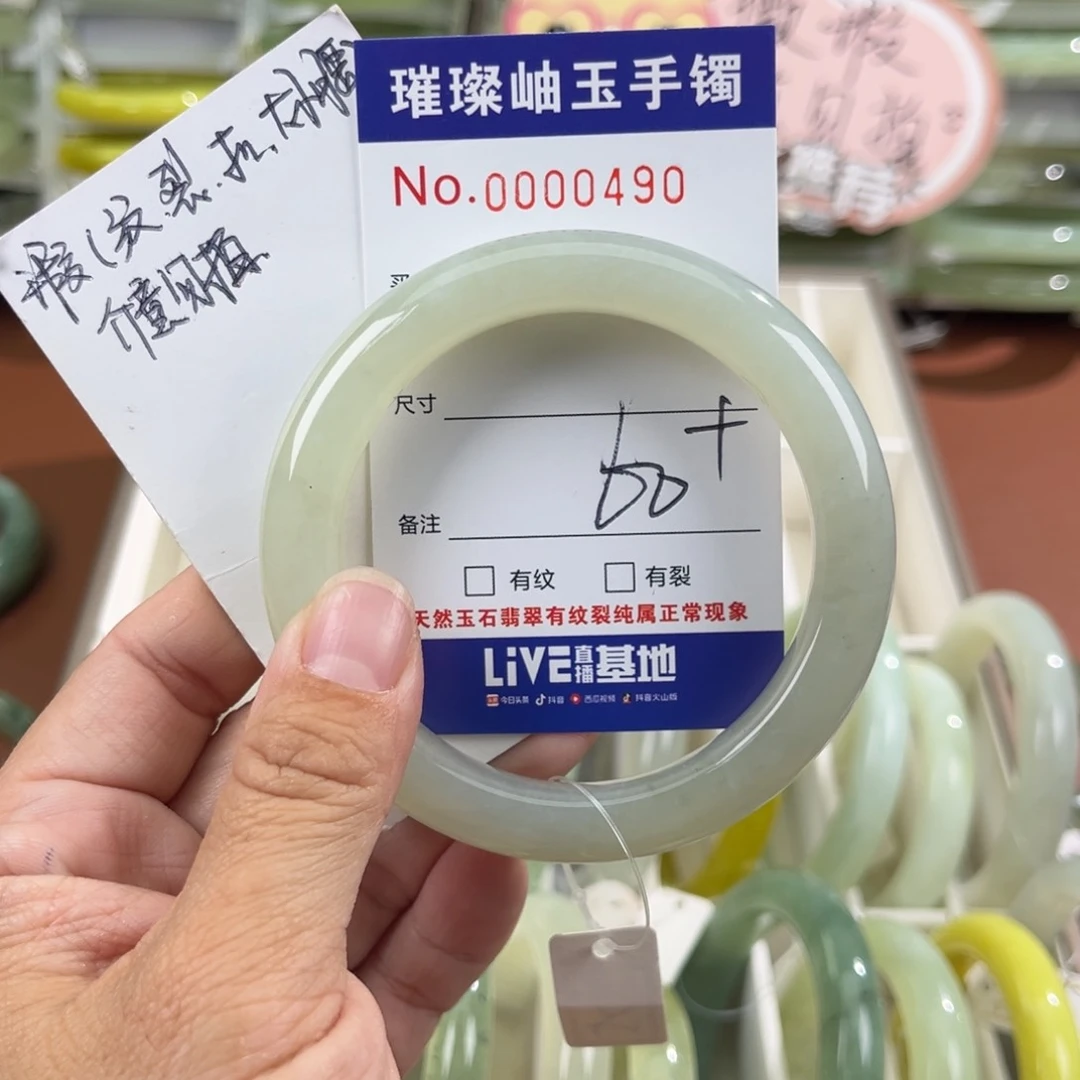 璀璨岫玉手镯
No.0000490
尺寸
60+
备注
□ 有纹 □ 有裂
天然玉石翡翠有纹裂纯属正常现象
LiVE直播基地
今日头条 抖音 西瓜视频 抖音火山版
瑕(纹.裂.坑.大小眼
介意勿拍
荐